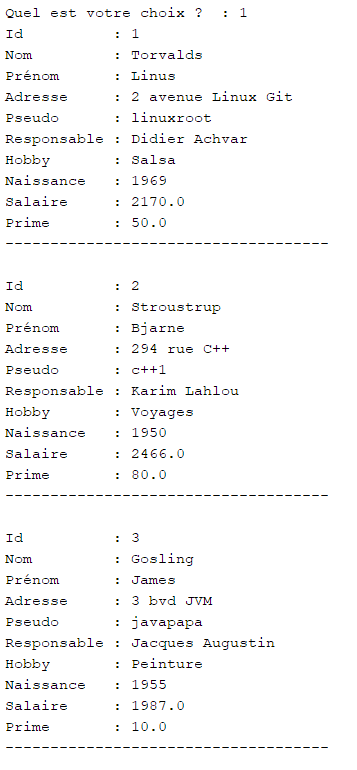 Quel est votre choix ?  : 1
Id          : 1
Nom         : Torvalds
Prénom      : Linus
Adresse     : 2 avenue Linux Git
Pseudo      : linuxroot
Responsable : Didier Achvar
Hobby       : Salsa
Naissance   : 1969
Salaire     : 2170.0
Prime       : 50.0
------------------------------------
Id          : 2
Nom         : Stroustrup
Prénom      : Bjarne
Adresse     : 294 rue C++
Pseudo      : c++1
Responsable : Karim Lahlou
Hobby       : Voyages
Naissance   : 1950
Salaire     : 2466.0
Prime       : 80.0
------------------------------------
Id          : 3
Nom         : Gosling
Prénom      : James
Adresse     : 3 bvd JVM
Pseudo      : javapapa
Responsable : Jacques Augustin
Hobby       : Peinture
Naissance   : 1955
Salaire     : 1987.0
Prime       : 10.0
------------------------------------